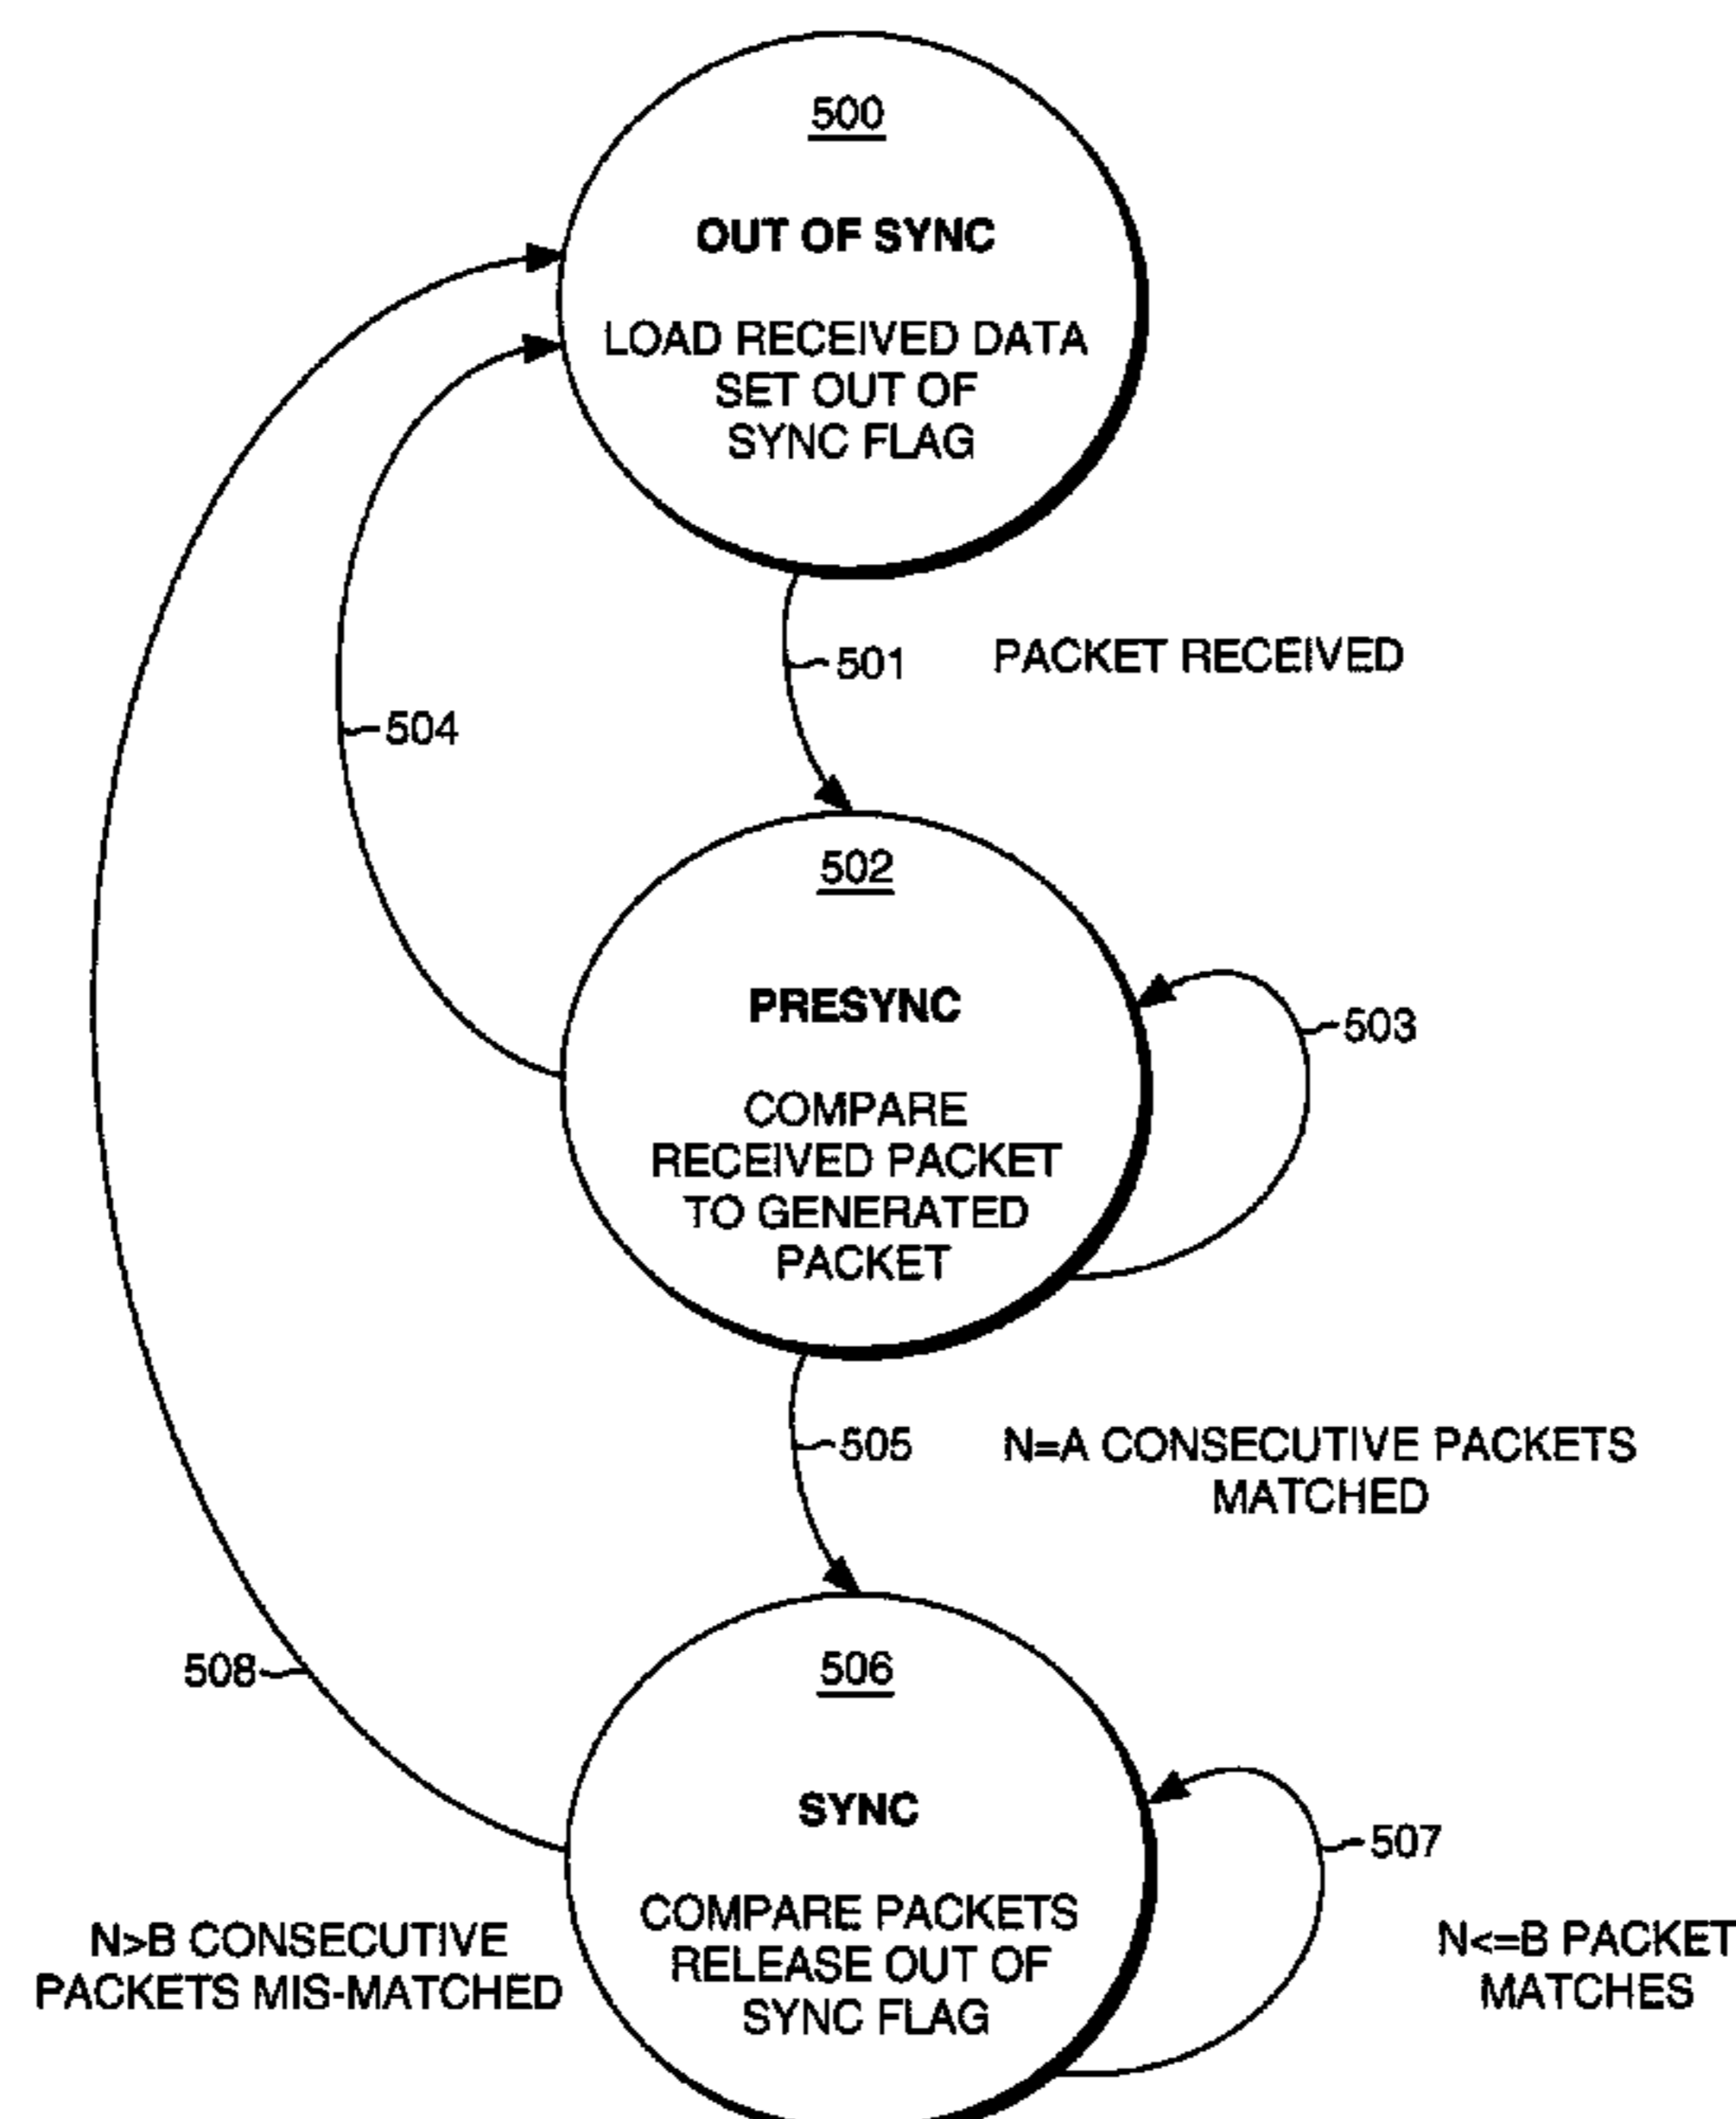 500
OUT OF SYNC
LOAD RECEIVED DATA
SET OUT OF
SYNC FLAG
501
PACKET RECEIVED
504
502
PRESYNC
COMPARE
RECEIVED PACKET
TO GENERATED
PACKET
503
505
N=A CONSECUTIVE PACKETS
MATCHED
508
506
SYNC
COMPARE PACKETS
RELEASE OUT OF
SYNC FLAG
507
N>B CONSECUTIVE
PACKETS MIS-MATCHED
N<=B PACKET
MATCHES